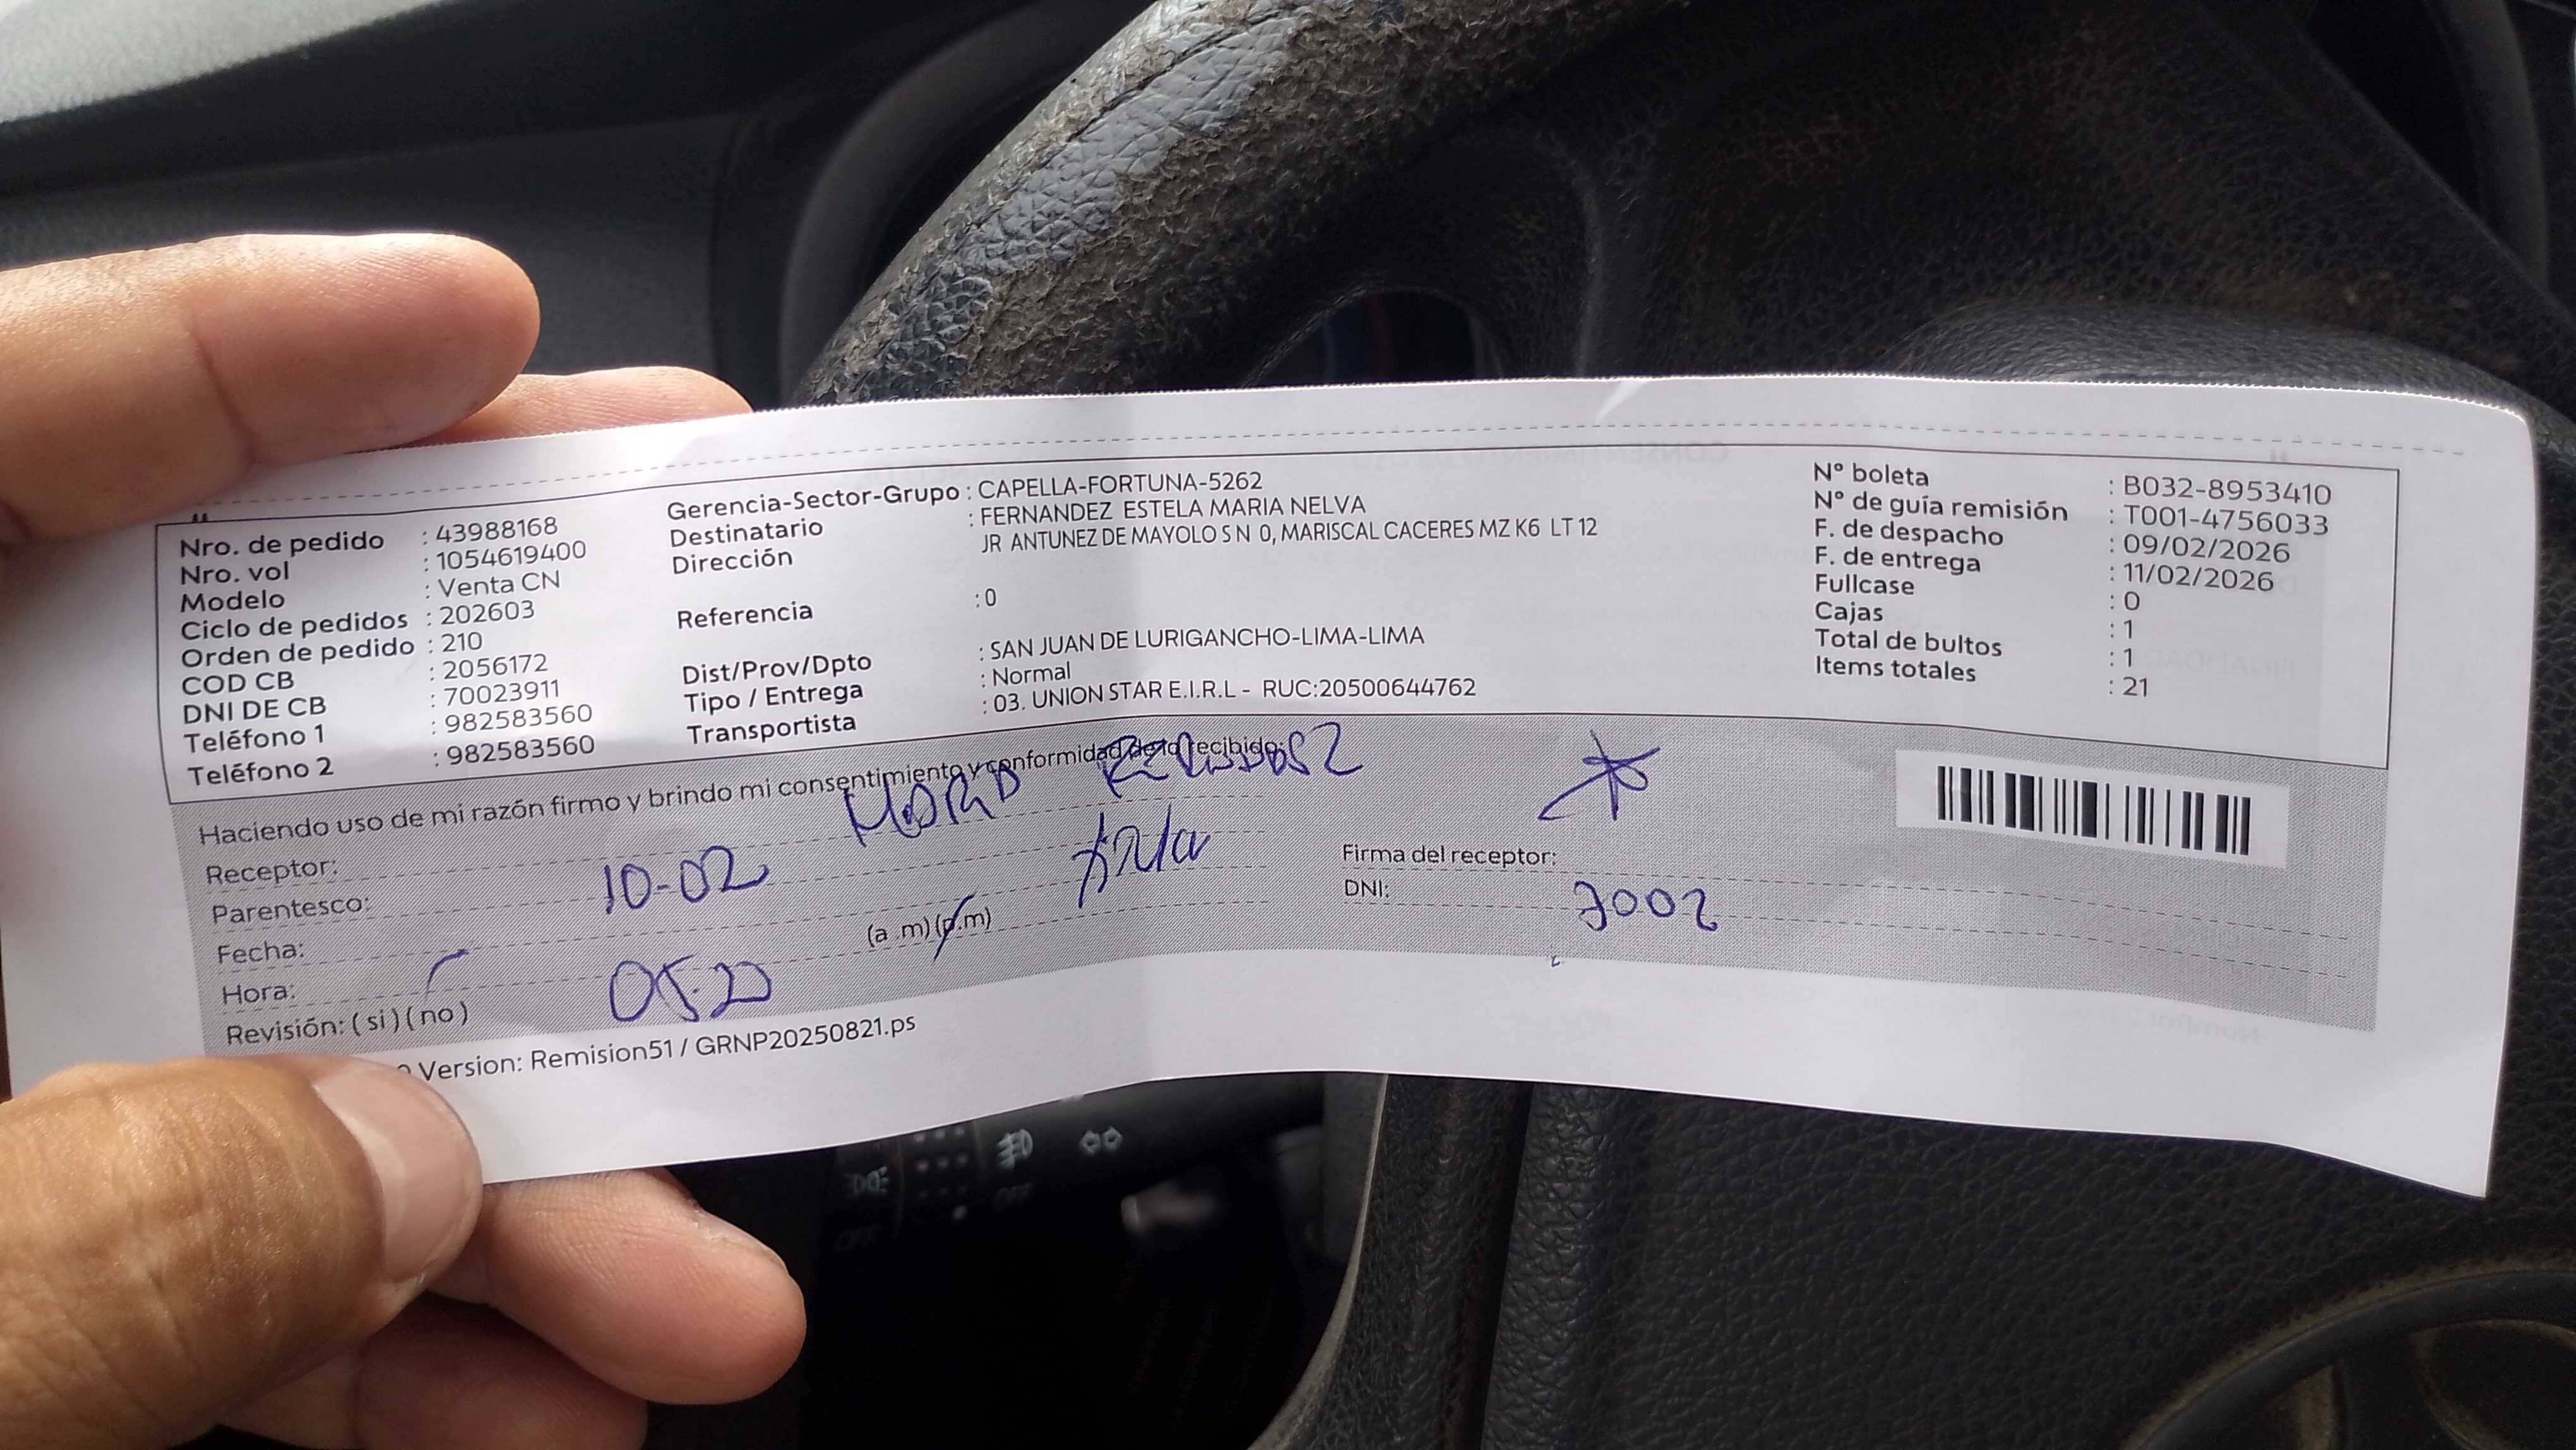 Nro. de pedido : 43988168
Nro. vol : 1054619400
Modelo : Venta CN
Ciclo de pedidos : 202603
Orden de pedido : 210
COD CB : 2056172
DNI DE CB : 70023911
Teléfono 1 : 982583560
Teléfono 2 : 982583560
Gerencia-Sector-Grupo : CAPELLA-FORTUNA-5262
Destinatario : FERNANDEZ ESTELA MARIA NELVA
Dirección JR ANTUNEZ DE MAYOLO S N 0, MARISCAL CACERES MZ K6 LT 12
Referencia : 0
Dist/Prov/Dpto : SAN JUAN DE LURIGANCHO-LIMA-LIMA
Tipo / Entrega : Normal
Transportista : 03. UNION STAR E.I.R.L - RUC:20500644762
N° boleta : B032-8953410
N° de guía remisión : T001-4756033
F. de despacho : 09/02/2026
F. de entrega : 11/02/2026
Fullcase : 0
Cajas : 1
Total de bultos : 1
Items totales : 21
Haciendo uso de mi razón firmo y brindo mi consentimiento y conformidad de lo recibido:
Receptor:
Parentesco:
Fecha: 10-02
Hora: (a .m) (p.m)
Revisión: ( si ) ( no )
Firma del receptor:
DNI: 7002
Version: Remision51 / GRNP20250821.ps
OFF